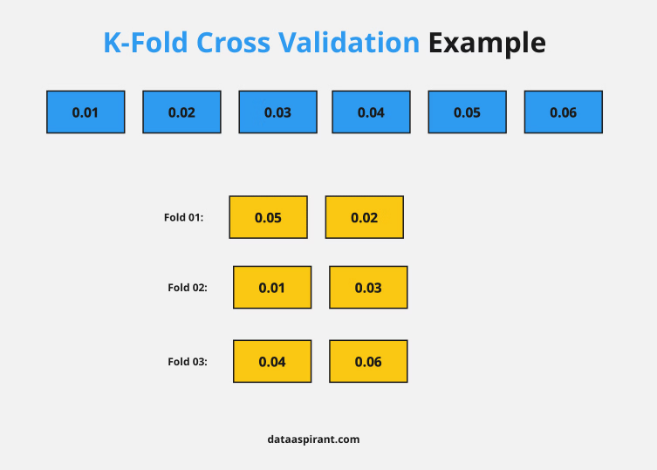 K-Fold Cross Validation Example
0.01 0.02 0.03 0.04 0.05 0.06
Fold 01: 0.05 0.02
Fold 02: 0.01 0.03
Fold 03: 0.04 0.06
dataaspirant.com